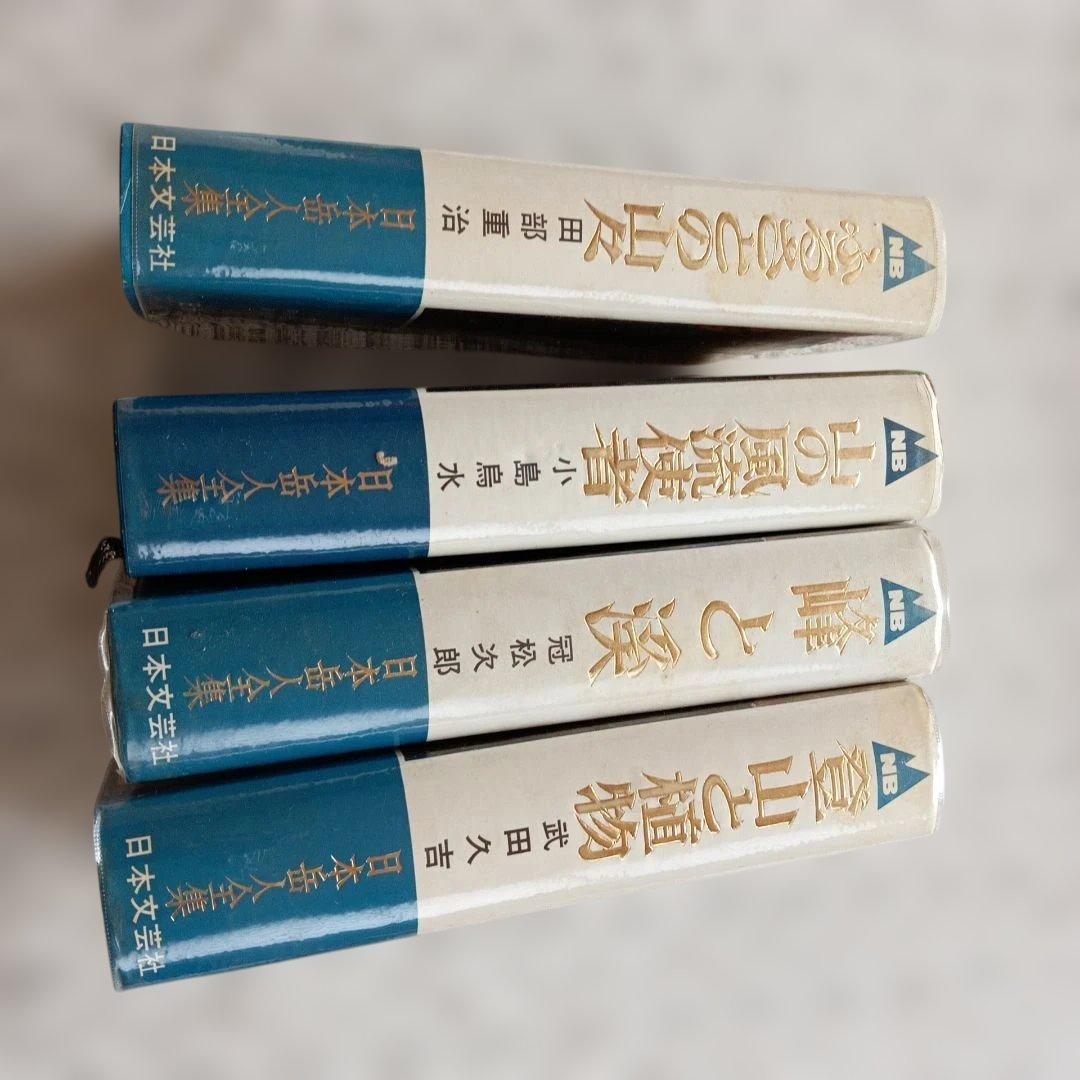 NB
ふるさとの山々
田部重治
日本岳人全集
日本文芸社
NB
山の風流使者
小島烏水
日本岳人全集
NB
峰と溪
冠松次郎
日本岳人全集
日本文芸社
NB
登山と植物
武田久吉
日本岳人全集
日本文芸社